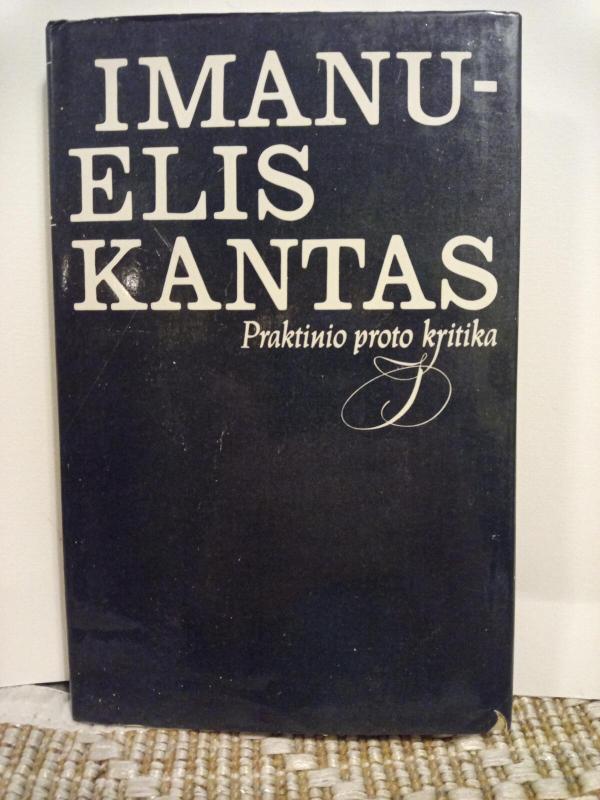 IMANU-
ELIS
KANTAS
Praktinio proto kritika